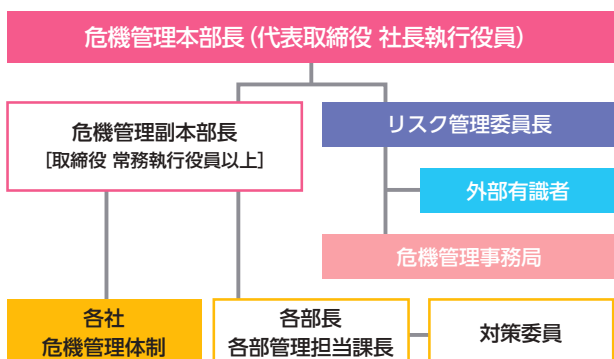 危機管理本部長（代表取締役 社長執行役員）
危機管理副本部長
［取締役 常務執行役員以上］
リスク管理委員長
外部有識者
危機管理事務局
各社
危機管理体制
各部長
各部管理担当課長
対策委員